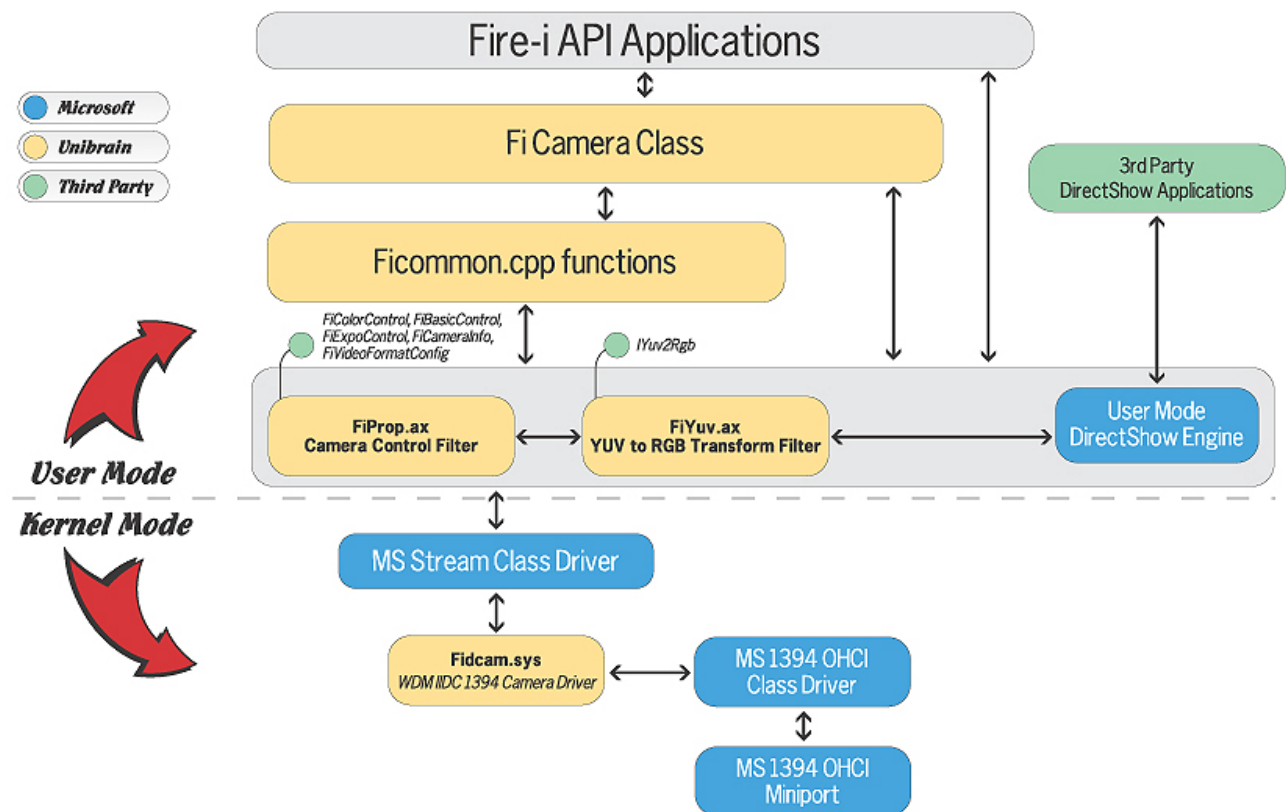 Fire-i API Applications
Microsoft
Unibrain
Third Party
Fi Camera Class
3rd Party
DirectShow Applications
Ficommon.cpp functions
FiColorControl, FiBasicControl,
FiExpoControl, FiCameraInfo,
FiVideoFormatConfig
IYuv2Rgb
FiProp.ax
Camera Control Filter
FiYuv.ax
YUV to RGB Transform Filter
User Mode
DirectShow Engine
User Mode
Kernel Mode
MS Stream Class Driver
Fidcam.sys
WDM IIDC 1394 Camera Driver
MS 1394 OHCI
Class Driver
MS 1394 OHCI
Miniport